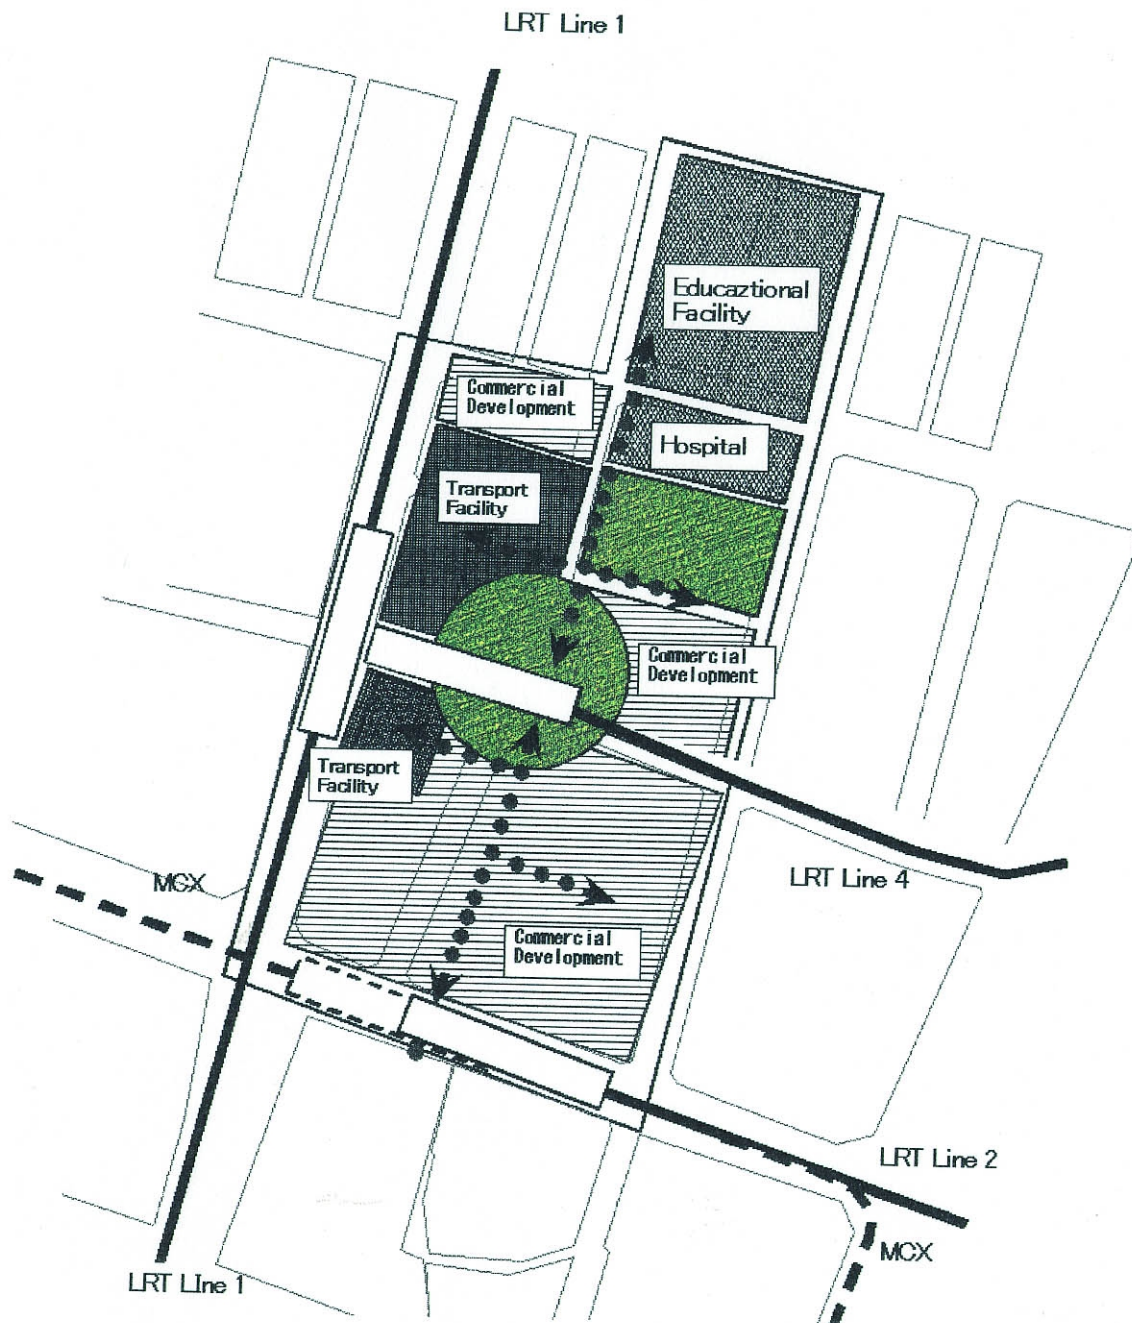 LRT Line 1
Educaztional
Facility
Commercial
Development
Hospital
Transport
Facility
Commercial
Development
Transport
Facility
LRT Line 4
MCX
Commercial
Development
LRT Line 2
MCX
LRT LIne 1